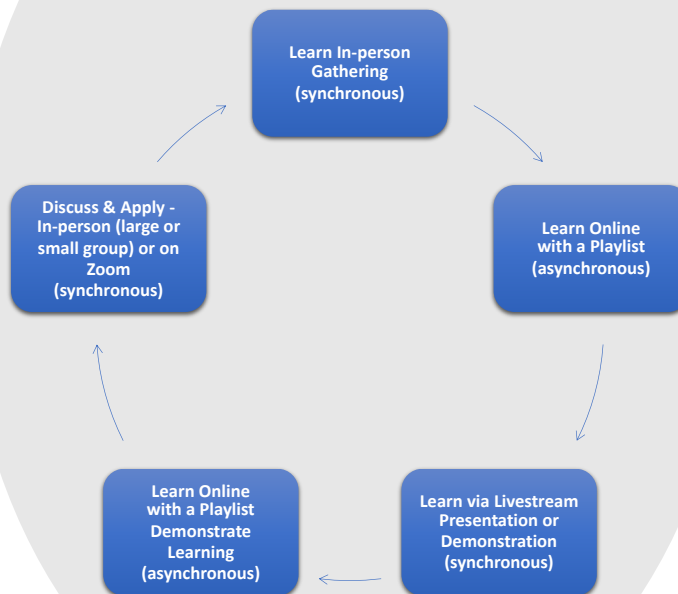 Learn In-person
Gathering
(synchronous)
Learn Online
with a Playlist
(asynchronous)
Learn via Livestream
Presentation or
Demonstration
(synchronous)
Learn Online
with a Playlist
Demonstrate
Learning
(asynchronous)
Discuss & Apply -
In-person (large or
small group) or on
Zoom
(synchronous)